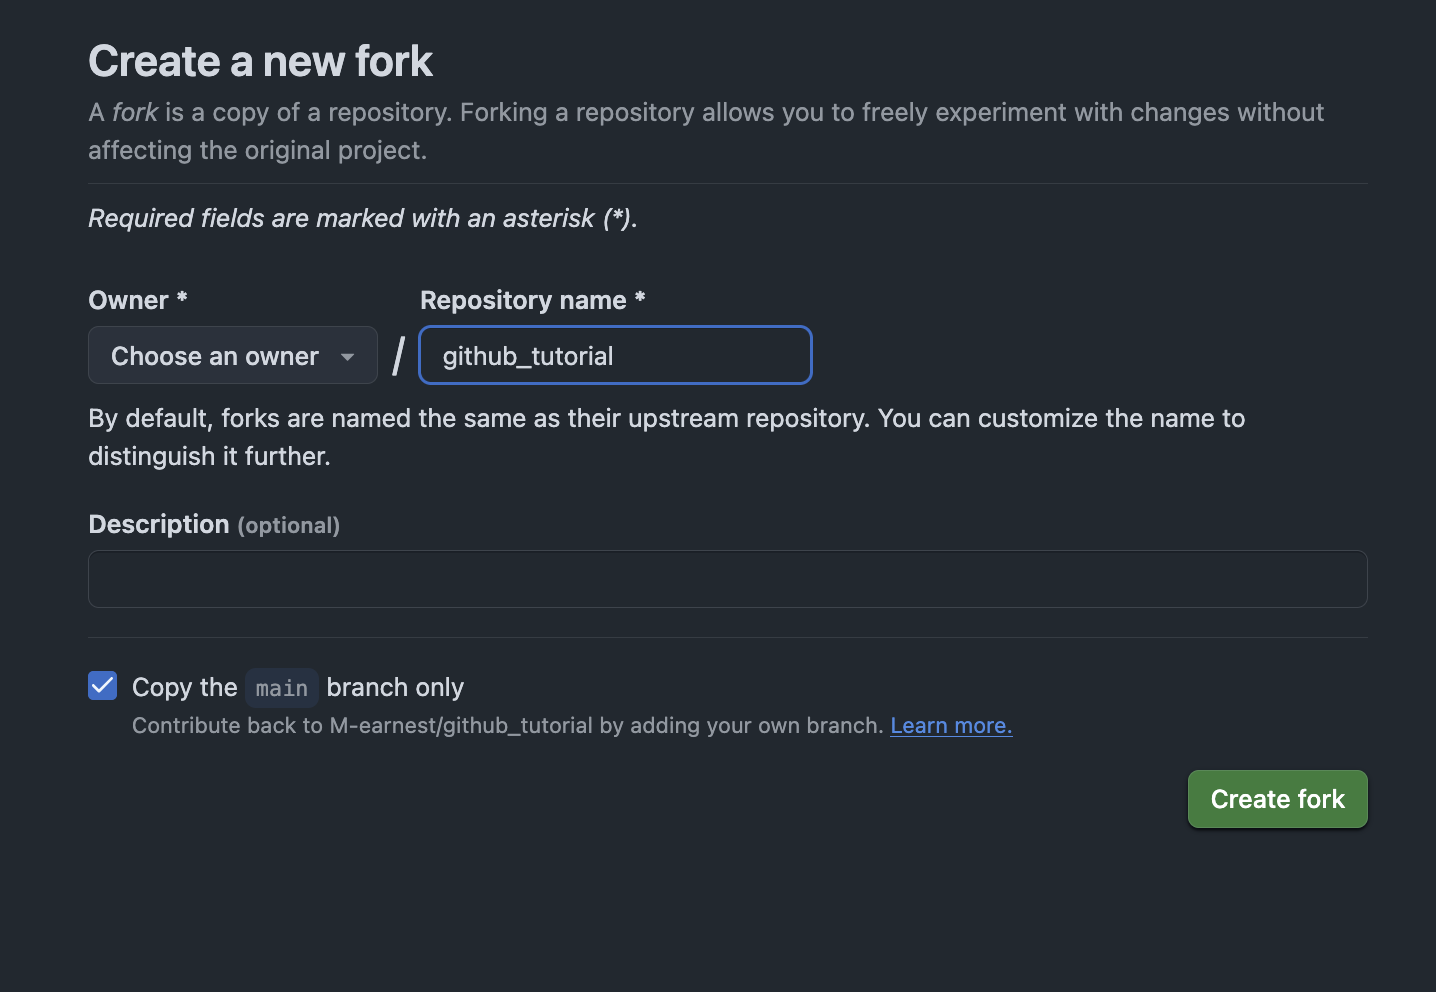 Create a new fork
A fork is a copy of a repository. Forking a repository allows you to freely experiment with changes without
affecting the original project.
Required fields are marked with an asterisk (*).
Owner *
Repository name *
Choose an owner
/
github_tutorial
By default, forks are named the same as their upstream repository. You can customize the name to
distinguish it further.
Description (optional)
Copy the main branch only
Contribute back to M-earnest/github_tutorial by adding your own branch. Learn more.
Create fork